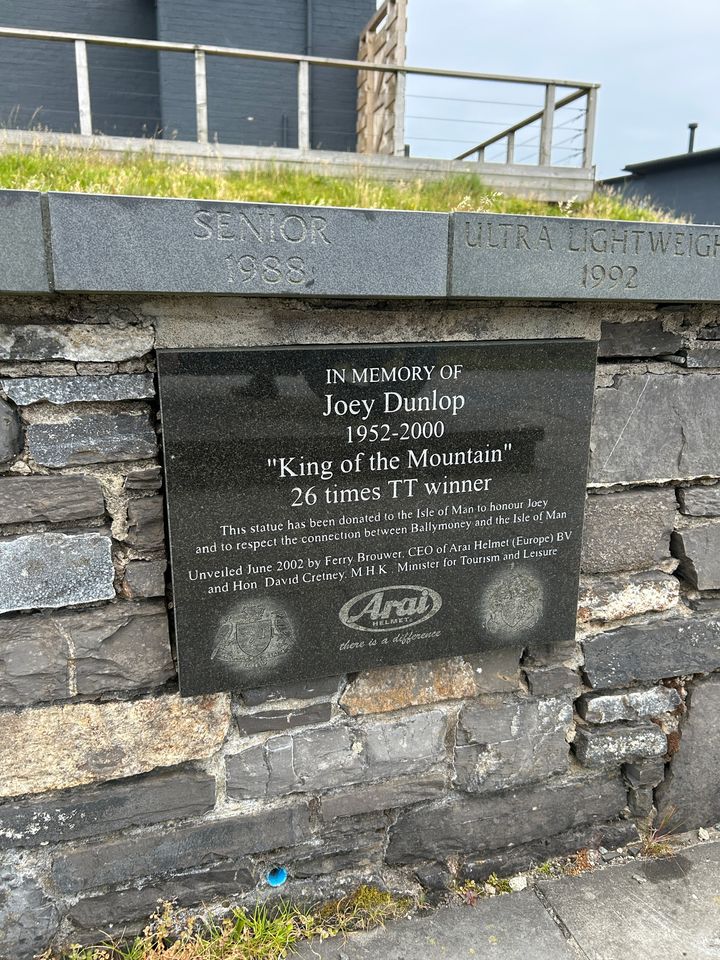 SENIOR
1988
ULTRA LIGHTWEIGH
1992
IN MEMORY OF
Joey Dunlop
1952-2000
"King of the Mountain"
26 times TT winner
This statue has been donated to the Isle of Man to honour Joey
and to respect the connection between Ballymoney and the Isle of Man
Unveiled June 2002 by Ferry Brouwer, CEO of Arai Helmet (Europe) BV
and Hon. David Cretney. M H K . Minister for Tourism and Leisure
Arai
HELMET
there is a difference